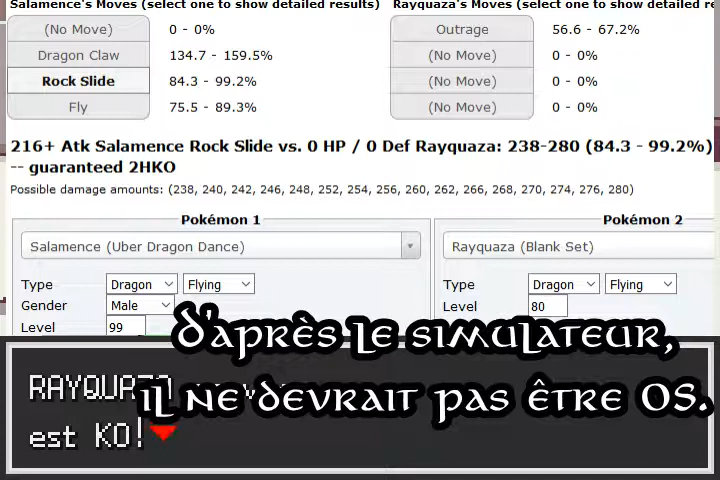 Salamence's Moves (select one to show detailed results)
Rayquaza's Moves (select one to show detailed re
(No Move) 0 - 0%
Outrage 56.6 - 67.2%
Dragon Claw 134.7 - 159.5%
(No Move) 0 - 0%
Rock Slide 84.3 - 99.2%
(No Move) 0 - 0%
Fly 75.5 - 89.3%
(No Move) 0 - 0%
216+ Atk Salamence Rock Slide vs. 0 HP / 0 Def Rayquaza: 238-280 (84.3 - 99.2%)
-- guaranteed 2HKO
Possible damage amounts: (238, 240, 242, 246, 248, 252, 254, 256, 260, 262, 266, 268, 270, 274, 276, 280)
Pokémon 1
Pokémon 2
Salamence (Uber Dragon Dance)
Rayquaza (Blank Set)
Type Dragon Flying
Type Dragon Flying
Gender Male
Level 80
Level 99
d'après le simulateur,
il ne devrait pas être OS.
RAYQUAZA
est KO!